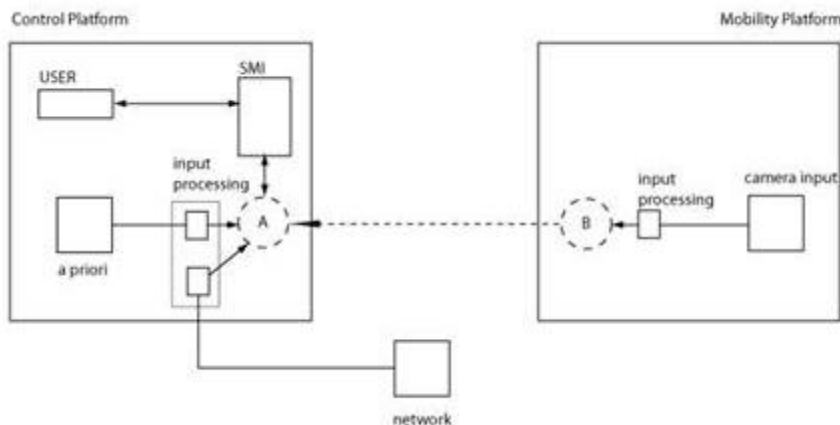 Control Platform
Mobility Platform
USER
SMI
input
processing
A
a priori
B
input
processing
camera input
network